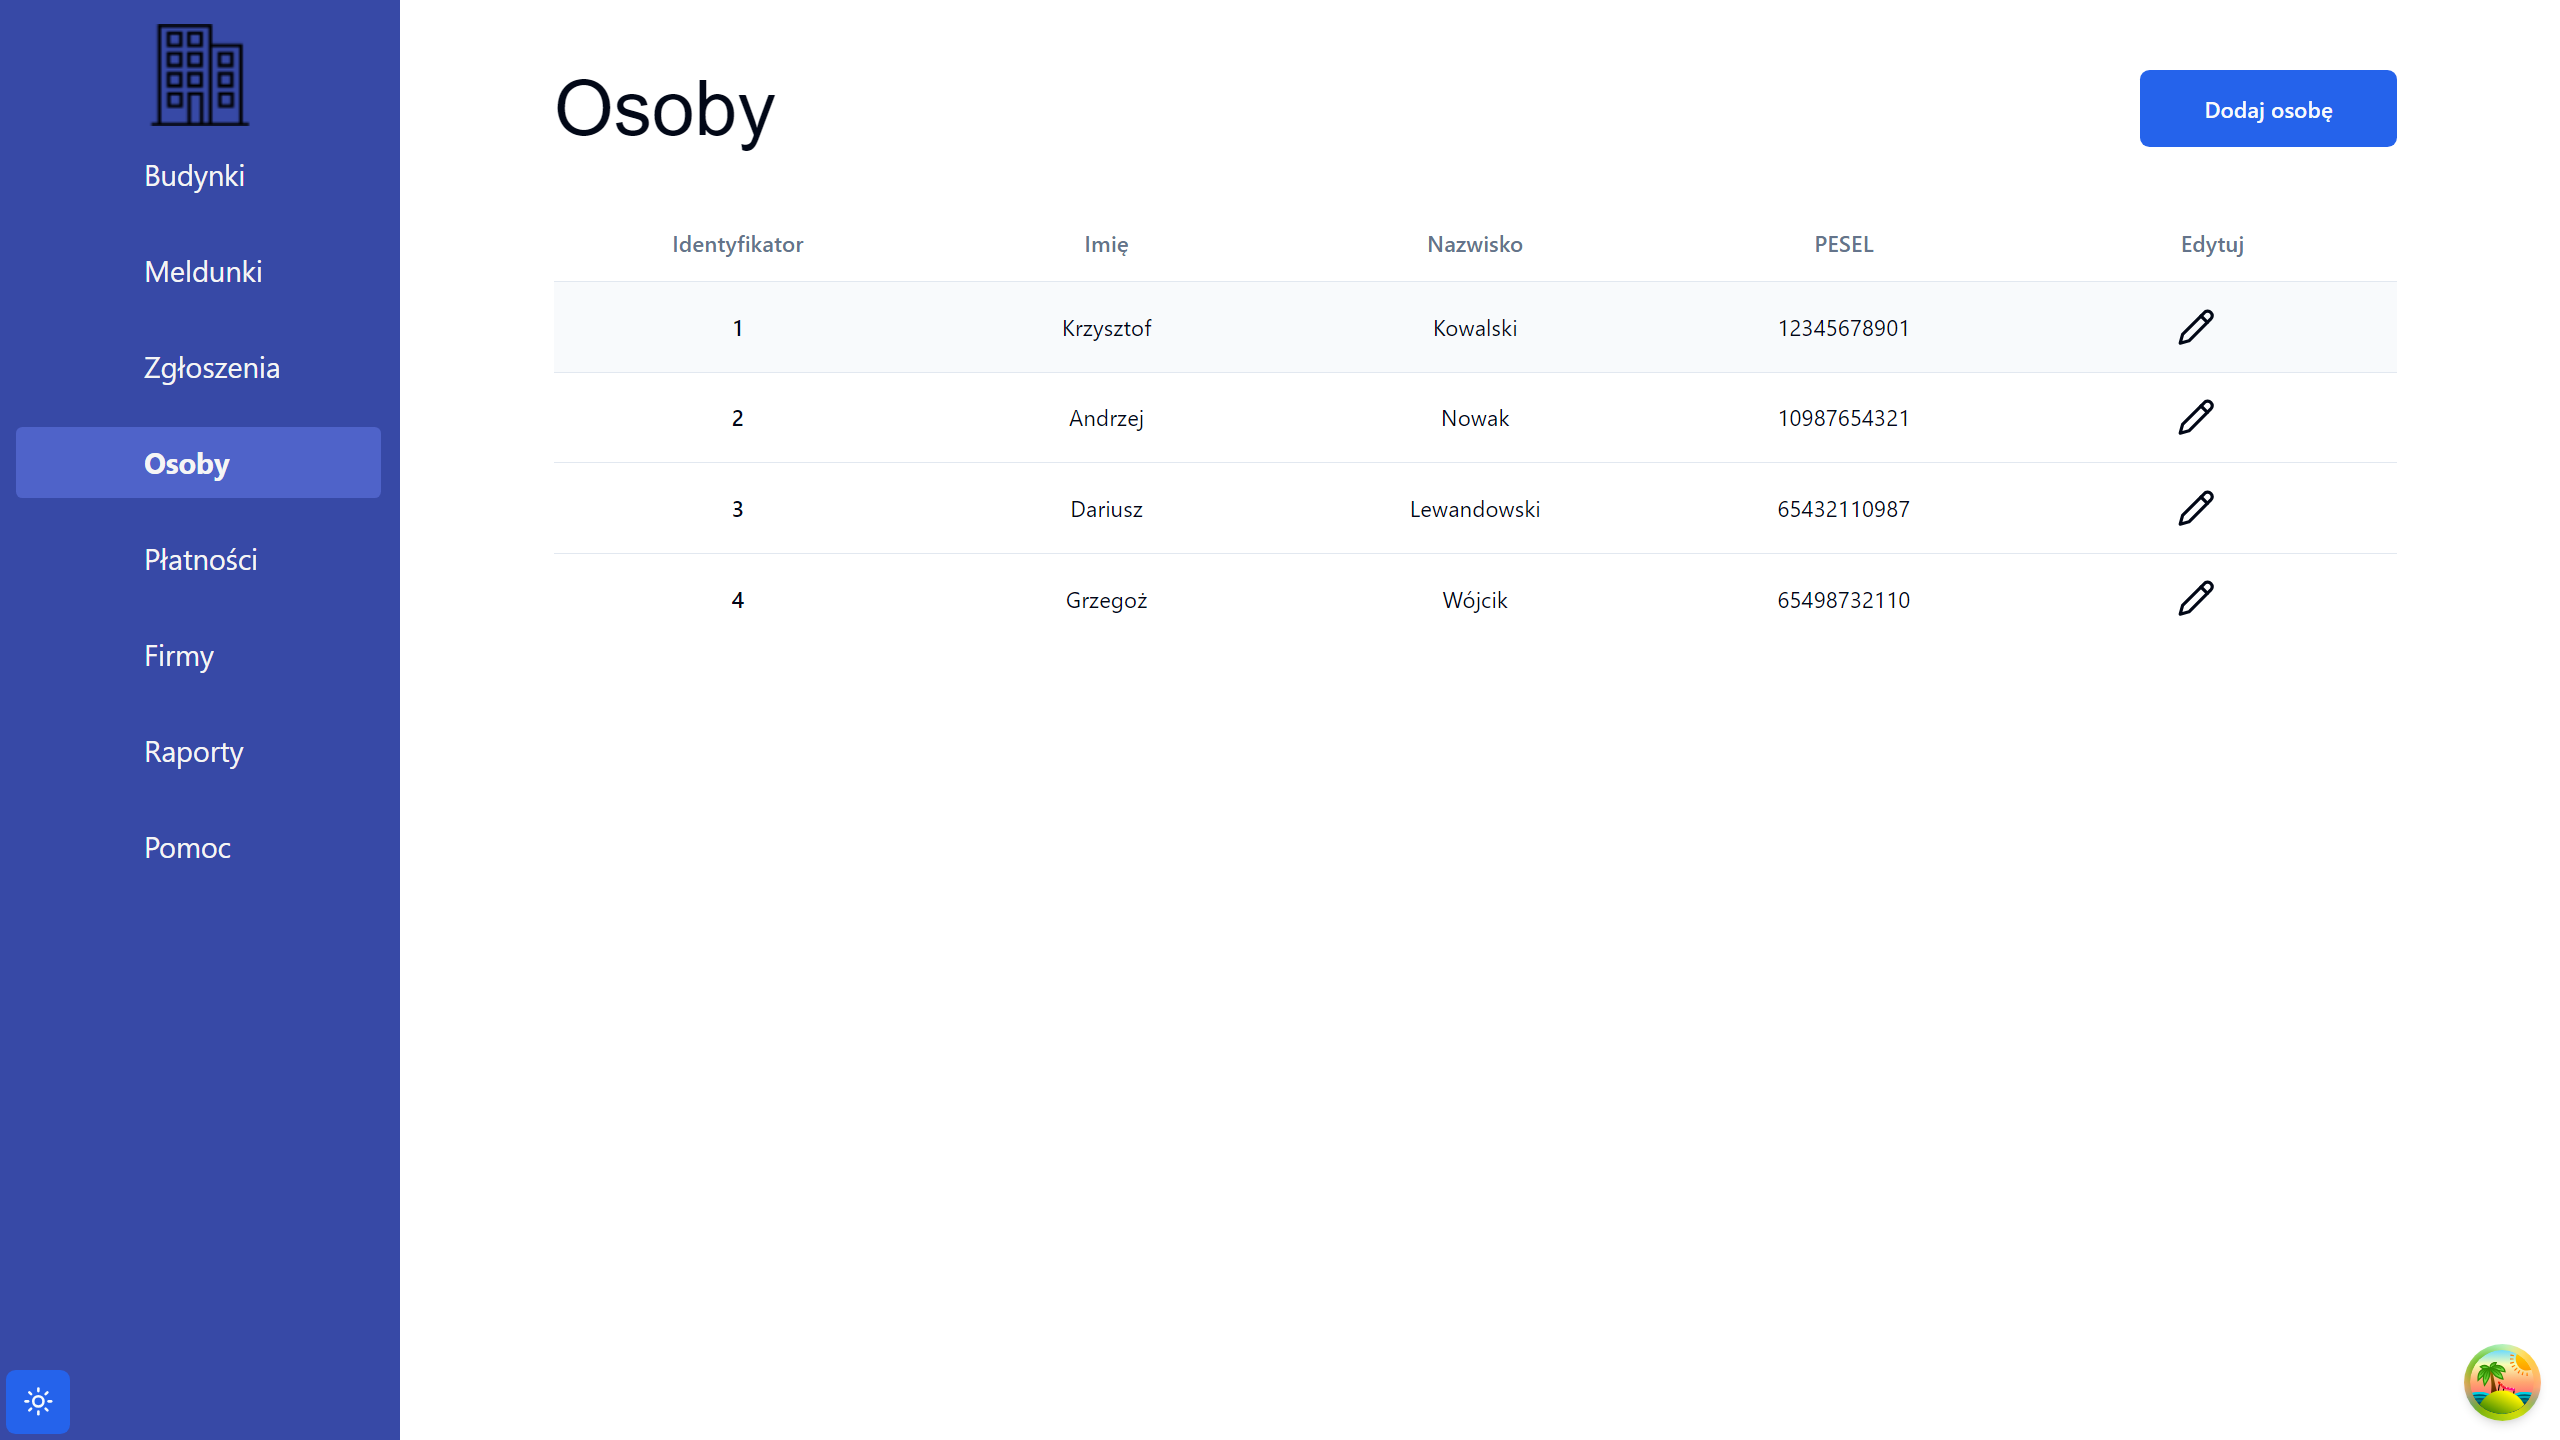 Budynki
Meldunki
Zgłoszenia
Osoby
Płatności
Firmy
Raporty
Pomoc
Osoby
Dodaj osobę
Identyfikator Imię Nazwisko PESEL Edytuj
1 Krzysztof Kowalski 12345678901
2 Andrzej Nowak 10987654321
3 Dariusz Lewandowski 65432110987
4 Grzegoż Wójcik 65498732110